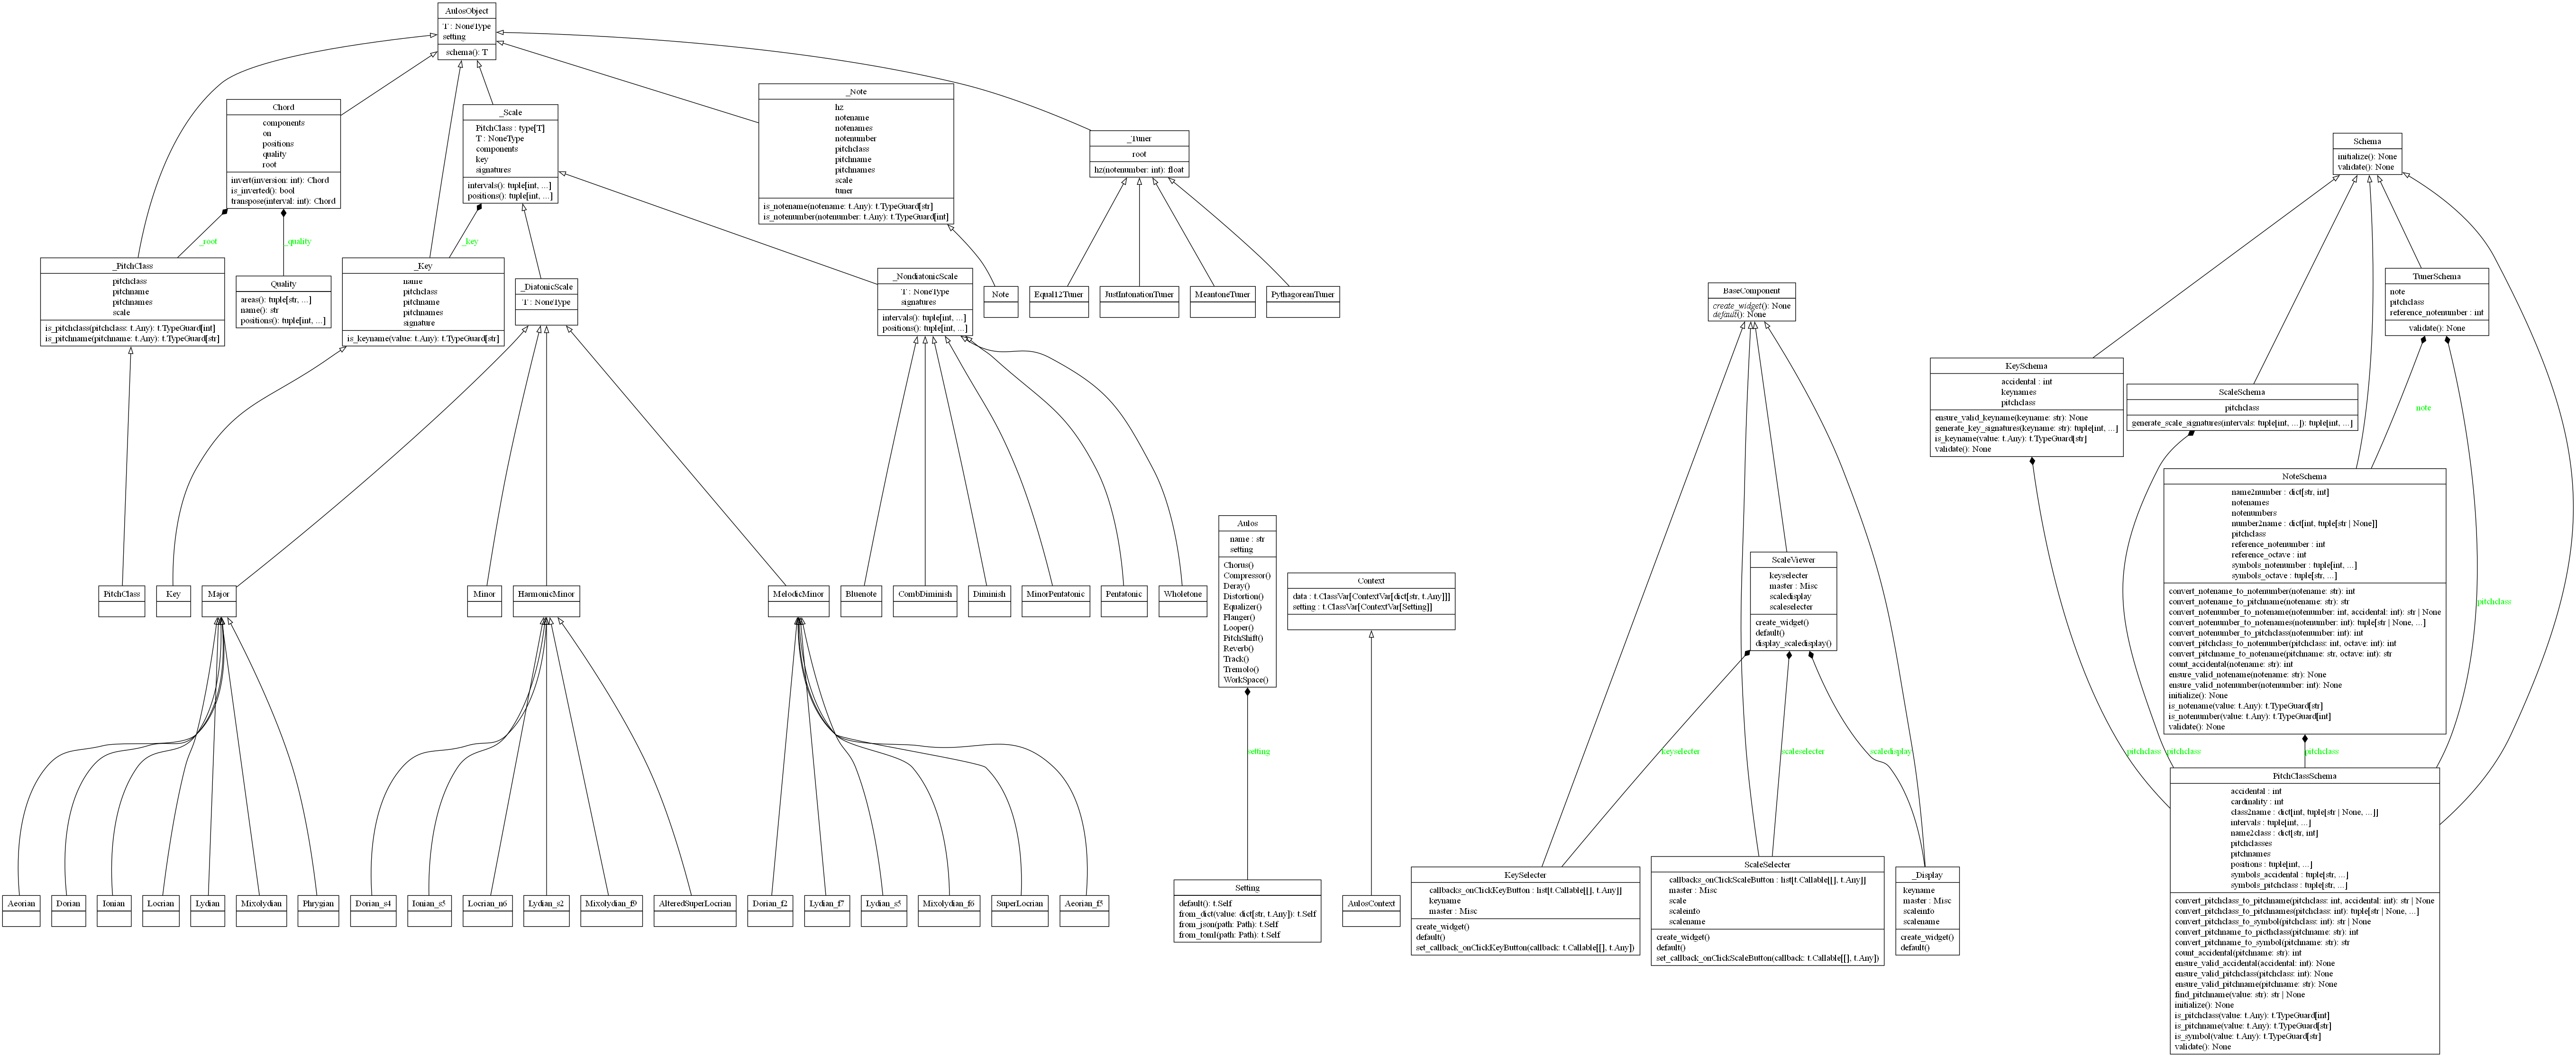 AulosObject
T : NoneType
setting
schema(): T
Chord
components
on
positions
quality
root
invert(inversion: int): Chord
is_inverted(): bool
transpose(interval: int): Chord
_Scale
PitchClass : type[T]
T : NoneType
components
key
signatures
intervals(): tuple[int, ...]
positions(): tuple[int, ...]
_Note
hz
notename
notenames
notenumber
pitchclass
pitchname
pitchnames
scale
tuner
is_notename(notename: t.Any): t.TypeGuard[str]
is_notenumber(notenumber: t.Any): t.TypeGuard[int]
_Tuner
root
hz(notenumber: int): float
Schema
initialize(): None
validate(): None
_root
_quality
_key
_PitchClass
pitchclass
pitchname
pitchnames
scale
is_pitchclass(pitchclass: t.Any): t.TypeGuard[int]
is_pitchname(pitchname: t.Any): t.TypeGuard[str]
Quality
areas(): tuple[str, ...]
name(): str
positions(): tuple[int, ...]
_Key
name
pitchclass
pitchname
pitchnames
signature
is_keyname(value: t.Any): t.TypeGuard[str]
_DiatonicScale
T : NoneType
_NondiatonicScale
T : NoneType
signatures
intervals(): tuple[int, ...]
positions(): tuple[int, ...]
Note
Equal12Tuner
JustIntonationTuner
MeantoneTuner
PythagoreanTuner
BaseComponent
create_widget(): None
default(): None
TunerSchema
note
pitchclass
reference_notenumber : int
validate(): None
KeySchema
accidental : int
keynames
pitchclass
ensure_valid_keyname(keyname: str): None
generate_key_signatures(keyname: str): tuple[int, ...]
is_keyname(value: t.Any): t.TypeGuard[str]
validate(): None
ScaleSchema
pitchclass
generate_scale_signatures(intervals: tuple[int, ...]): tuple[int, ...]
note
NoteSchema
name2number : dict[str, int]
notenames
notenumbers
number2name : dict[int, tuple[str | None]]
pitchclass
reference_notenumber : int
reference_octave : int
symbols_notenumber : tuple[int, ...]
symbols_octave : tuple[str, ...]
convert_notename_to_notenumber(notename: str): int
convert_notename_to_pitchname(notename: str): str
convert_notenumber_to_notename(notenumber: int, accidental: int): str | None
convert_notenumber_to_notenames(notenumber: int): tuple[str | None, ...]
convert_notenumber_to_pitchclass(notenumber: int): int
convert_pitchclass_to_notenumber(pitchclass: int, octave: int): int
convert_pitchname_to_notename(pitchname: str, octave: int): str
count_accidental(notename: str): int
ensure_valid_notename(notename: str): None
ensure_valid_notenumber(notenumber: int): None
initialize(): None
is_notename(value: t.Any): t.TypeGuard[str]
is_notenumber(value: t.Any): t.TypeGuard[int]
validate(): None
pitchclass
PitchClass
Key
Major
Minor
HarmonicMinor
MelodicMinor
Bluenote
CombDiminish
Diminish
MinorPentatonic
Pentatonic
Wholetone
Aulos
name : str
setting
Chorus()
Compressor()
Deray()
Distortion()
Equalizer()
Flanger()
Looper()
PitchShift()
Reverb()
Track()
Tremolo()
WorkSpace()
Context
data : t.ClassVar[ContextVar[dict[str, t.Any]]]
setting : t.ClassVar[ContextVar[Setting]]
ScaleViewer
keyselecter
master : Misc
scaledisplay
scaleselecter
create_widget()
default()
display_scaledisplay()
setting
keyselecter
scaleselecter
scaledisplay
pitchclass
pitchclass
pitchclass
Aeorian
Dorian
Ionian
Locrian
Lydian
Mixolydian
Phrygian
Dorian_s4
Ionian_s5
Locrian_n6
Lydian_s2
Mixolydian_f9
AlteredSuperLocrian
Dorian_f2
Lydian_f7
Lydian_s5
Mixolydian_f6
SuperLocrian
Aeorian_f5
Setting
default(): t.Self
from_dict(value: dict[str, t.Any]): t.Self
from_json(path: Path): t.Self
from_toml(path: Path): t.Self
AulosContext
KeySelecter
callbacks_onClickKeyButton : list[t.Callable[[], t.Any]]
keyname
master : Misc
create_widget()
default()
set_callback_onClickKeyButton(callback: t.Callable[[], t.Any])
ScaleSelecter
callbacks_onClickScaleButton : list[t.Callable[[], t.Any]]
master : Misc
scale
scaleinfo
scalename
create_widget()
default()
set_callback_onClickScaleButton(callback: t.Callable[[], t.Any])
_Display
keyname
master : Misc
scaleinfo
scalename
create_widget()
default()
PitchClassSchema
accidental : int
cardinality : int
class2name : dict[int, tuple[str | None, ...]]
intervals : tuple[int, ...]
name2class : dict[str, int]
pitchclasses
pitchnames
positions : tuple[int, ...]
symbols_accidental : tuple[str, ...]
symbols_pitchclass : tuple[str, ...]
convert_pitchclass_to_pitchname(pitchclass: int, accidental: int): str | None
convert_pitchclass_to_pitchnames(pitchclass: int): tuple[str | None, ...]
convert_pitchclass_to_symbol(pitchclass: int): str | None
convert_pitchname_to_picthclass(pitchname: str): int
convert_pitchname_to_symbol(pitchname: str): str
count_accidental(pitchname: str): int
ensure_valid_accidental(accidental: int): None
ensure_valid_pitchclass(pitchclass: int): None
ensure_valid_pitchname(pitchname: str): None
find_pitchname(value: str): str | None
initialize(): None
is_pitchclass(value: t.Any): t.TypeGuard[int]
is_pitchname(value: t.Any): t.TypeGuard[str]
is_symbol(value: t.Any): t.TypeGuard[str]
validate(): None